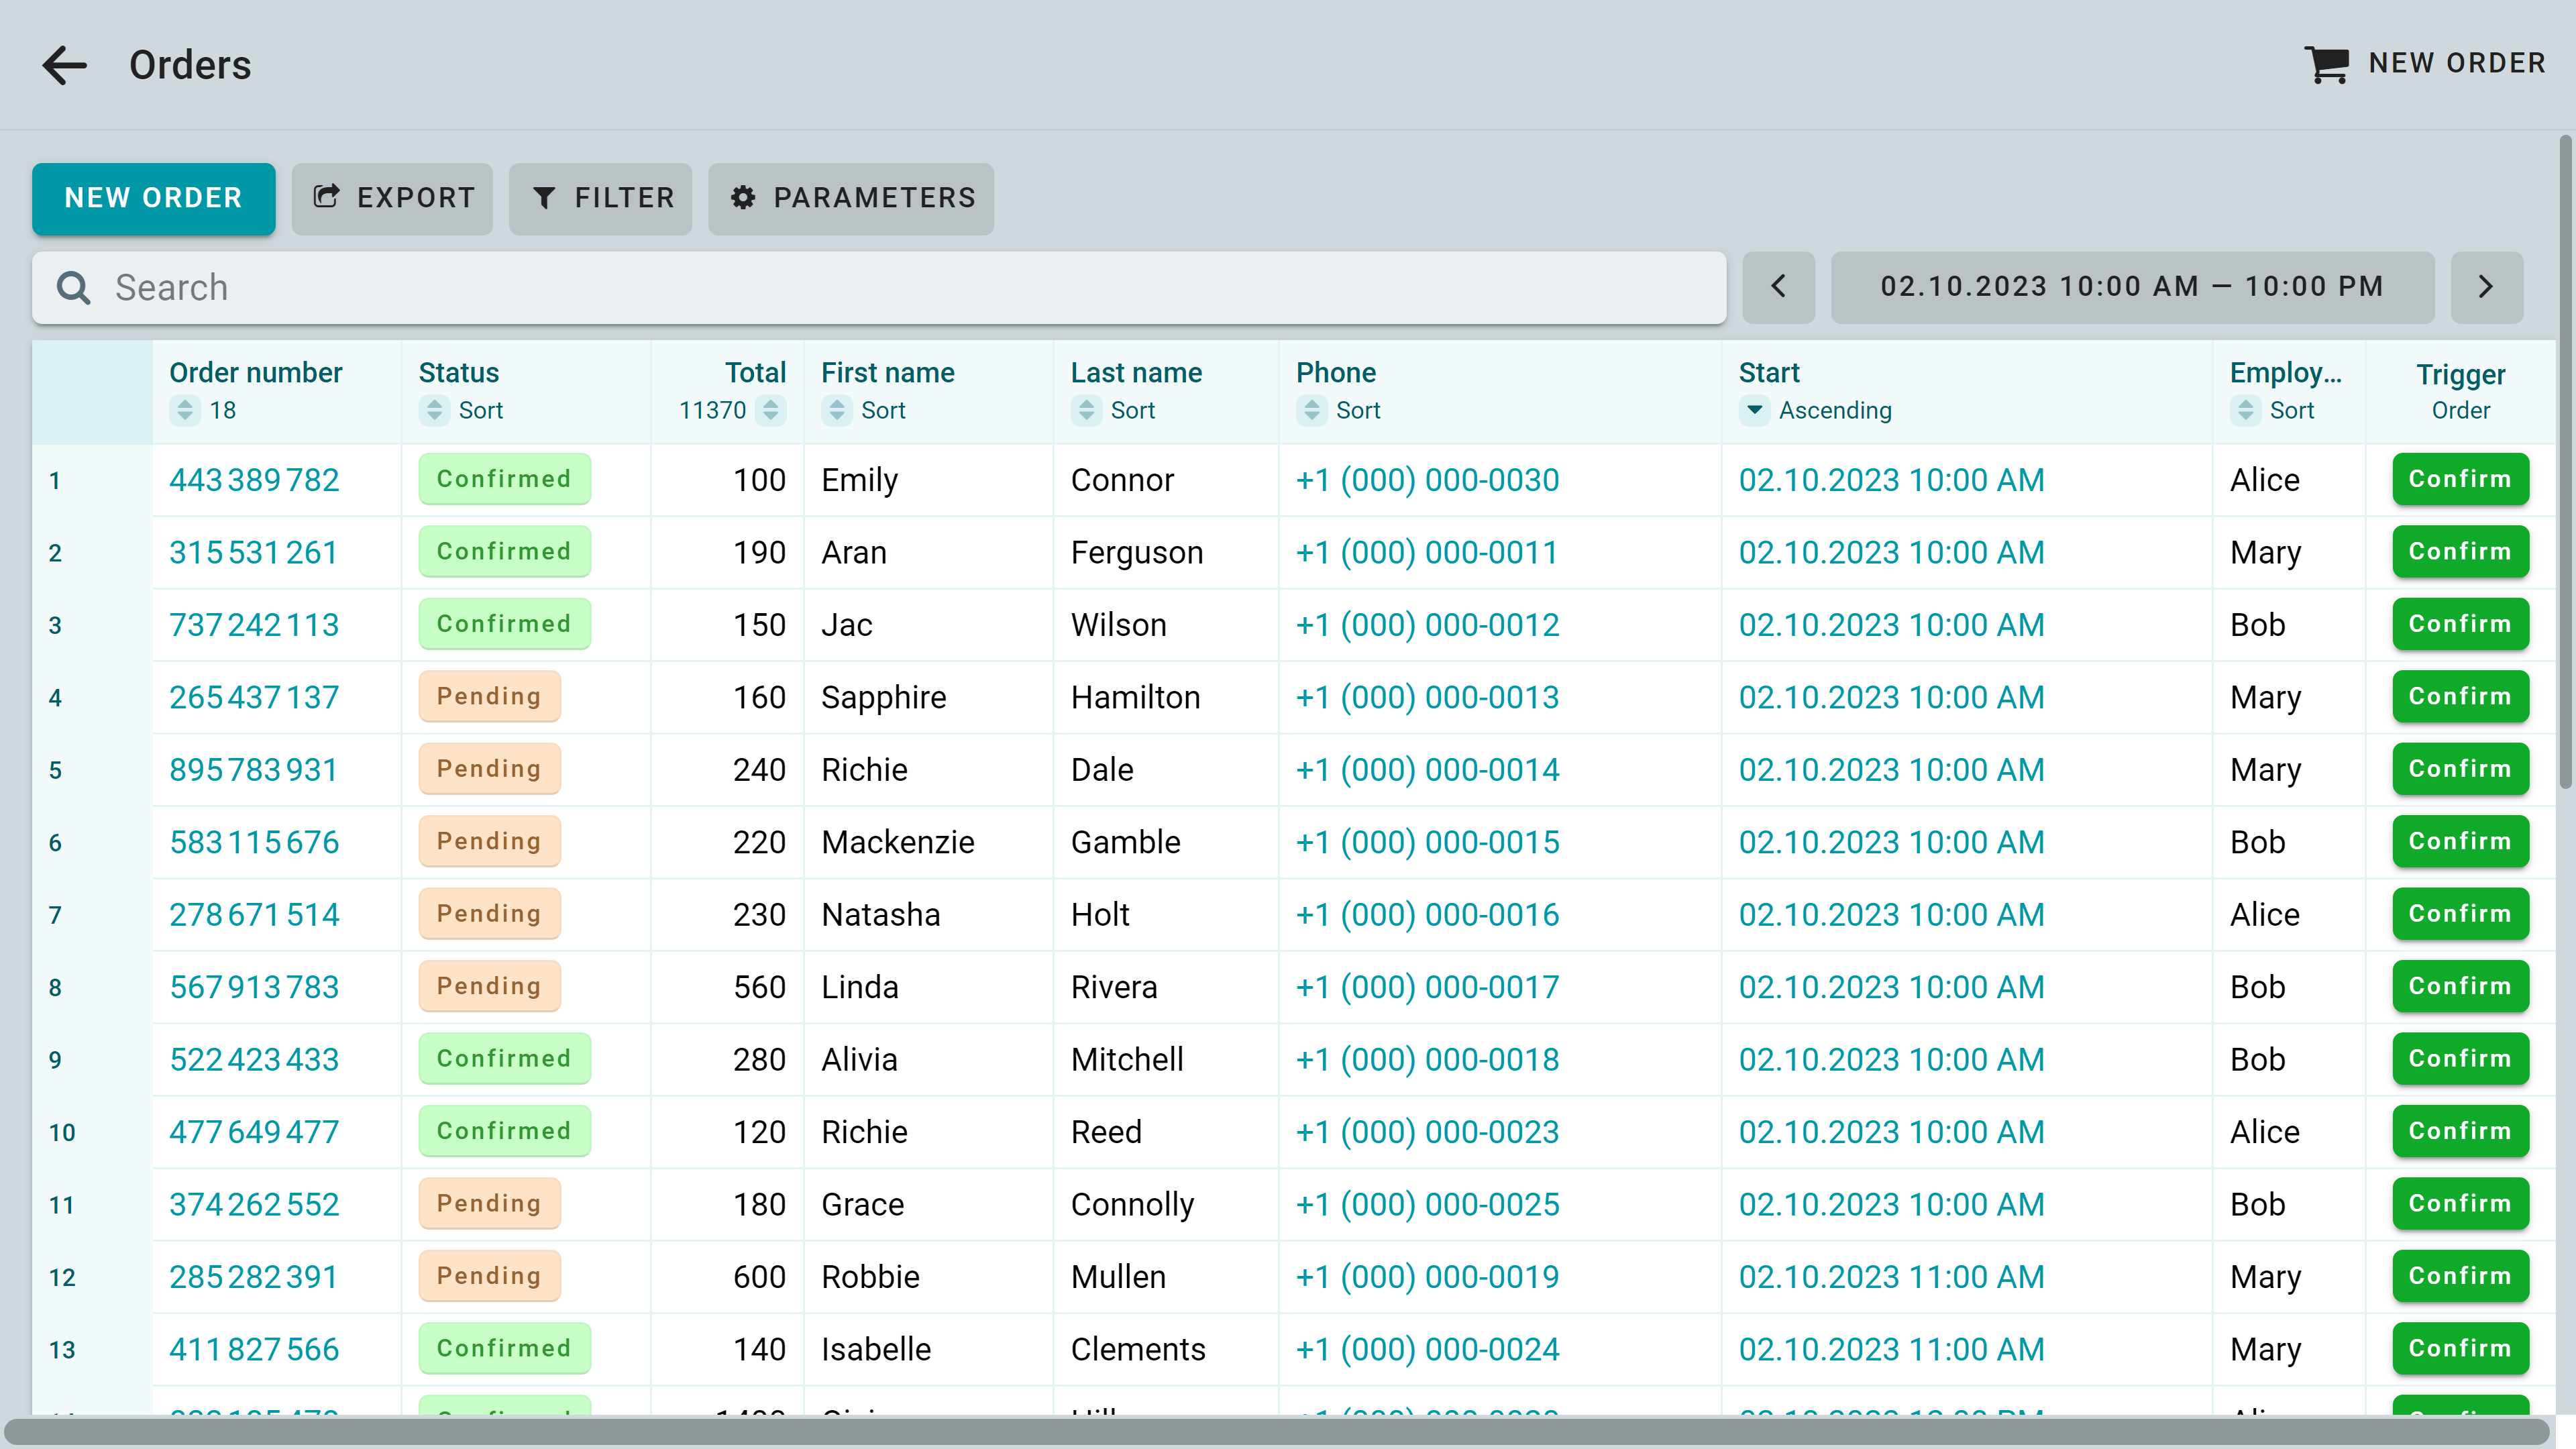 Orders
NEW ORDER
NEW ORDER
EXPORT
FILTER
PARAMETERS
Search
02.10.2023 10:00 AM — 10:00 PM
Order number Status Total First name Last name Phone Start Employ... Trigger
18 Sort 11370 Sort Sort Sort Ascending Sort Order
1 443 389 782 Confirmed 100 Emily Connor +1 (000) 000-0030 02.10.2023 10:00 AM Alice Confirm
2 315 531 261 Confirmed 190 Aran Ferguson +1 (000) 000-0011 02.10.2023 10:00 AM Mary Confirm
3 737 242 113 Confirmed 150 Jac Wilson +1 (000) 000-0012 02.10.2023 10:00 AM Bob Confirm
4 265 437 137 Pending 160 Sapphire Hamilton +1 (000) 000-0013 02.10.2023 10:00 AM Mary Confirm
5 895 783 931 Pending 240 Richie Dale +1 (000) 000-0014 02.10.2023 10:00 AM Mary Confirm
6 583 115 676 Pending 220 Mackenzie Gamble +1 (000) 000-0015 02.10.2023 10:00 AM Bob Confirm
7 278 671 514 Pending 230 Natasha Holt +1 (000) 000-0016 02.10.2023 10:00 AM Alice Confirm
8 567 913 783 Pending 560 Linda Rivera +1 (000) 000-0017 02.10.2023 10:00 AM Bob Confirm
9 522 423 433 Confirmed 280 Alivia Mitchell +1 (000) 000-0018 02.10.2023 10:00 AM Bob Confirm
10 477 649 477 Confirmed 120 Richie Reed +1 (000) 000-0023 02.10.2023 10:00 AM Alice Confirm
11 374 262 552 Pending 180 Grace Connolly +1 (000) 000-0025 02.10.2023 10:00 AM Bob Confirm
12 285 282 391 Pending 600 Robbie Mullen +1 (000) 000-0019 02.10.2023 11:00 AM Mary Confirm
13 411 827 566 Confirmed 140 Isabelle Clements +1 (000) 000-0024 02.10.2023 11:00 AM Mary Confirm